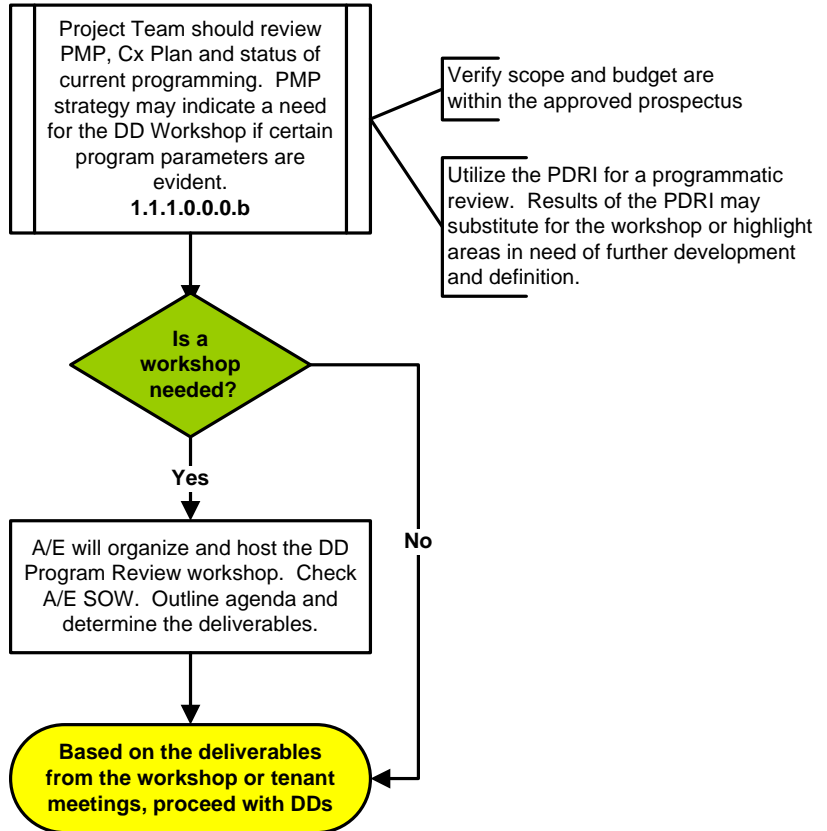 Project Team should review
PMP, Cx Plan and status of
current programming. PMP
strategy may indicate a need
for the DD Workshop if certain
program parameters are
evident.
1.1.1.0.0.0.b
Verify scope and budget are
within the approved prospectus
Utilize the PDRI for a programmatic
review. Results of the PDRI may
substitute for the workshop or highlight
areas in need of further development
and definition.
Is a
workshop
needed?
Yes
No
A/E will organize and host the DD
Program Review workshop. Check
A/E SOW. Outline agenda and
determine the deliverables.
Based on the deliverables
from the workshop or tenant
meetings, proceed with DDs